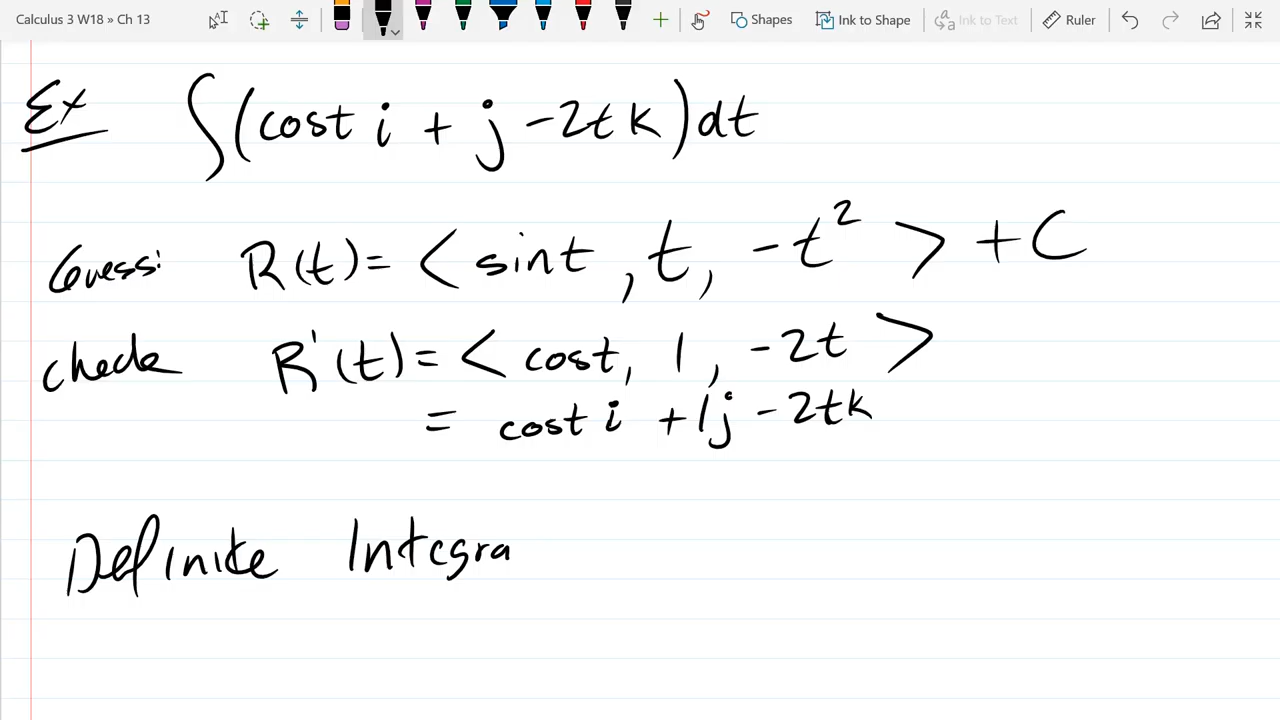 Calculus 3 W18 » Ch 13
Shapes
Ink to Shape
Ink to Text
Ruler
Ex ∫(cost i + j -2t k)dt
Guess: R(t)= < sint , t, -t² > +C
check R'(t)= < cost, 1, -2t >
= cost i +1j -2tk
Definite Integra